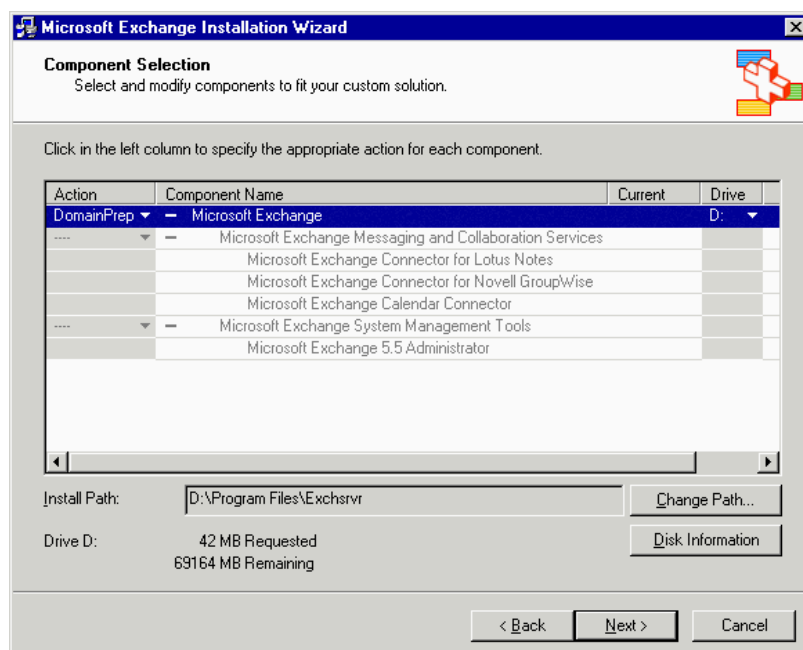 Microsoft Exchange Installation Wizard
Component Selection
Select and modify components to fit your custom solution.
Click in the left column to specify the appropriate action for each component.
Action Component Name Current Drive
DomainPrep Microsoft Exchange D:
---- Microsoft Exchange Messaging and Collaboration Services
Microsoft Exchange Connector for Lotus Notes
Microsoft Exchange Connector for Novell GroupWise
Microsoft Exchange Calendar Connector
---- Microsoft Exchange System Management Tools
Microsoft Exchange 5.5 Administrator
Install Path: D:\Program Files\Exchsrvr Change Path...
Drive D: 42 MB Requested Disk Information
69164 MB Remaining
< Back Next > Cancel